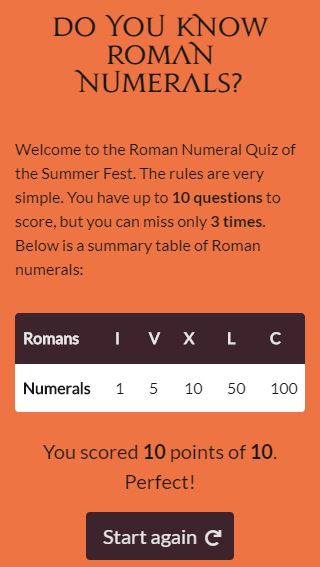 DO YOU KNOW
ROMAN
NUMERALS?
Welcome to the Roman Numeral Quiz of
the Summer Fest. The rules are very
simple. You have up to 10 questions to
score, but you can miss only 3 times.
Below is a summary table of Roman
numerals:
Romans I V X L C
Numerals 1 5 10 50 100
You scored 10 points of 10.
Perfect!
Start again